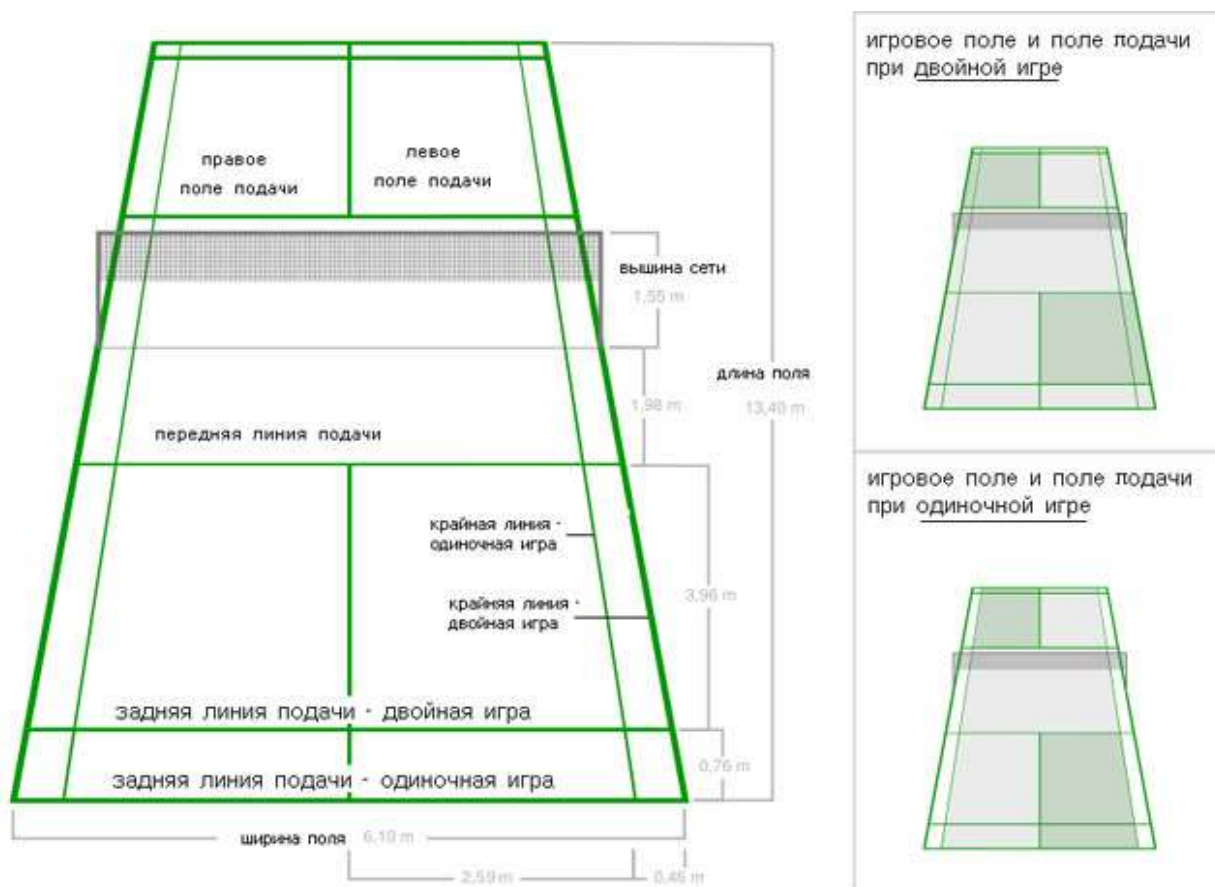 правое
поле подачи
левое
поле подачи
вышина сети
1,55 m
длина поля
13,40 m
1,98 m
передняя линия подачи
крайная линия -
одиночная игра
3,96 m
крайняя линия -
двойная игра
задняя линия подачи - двойная игра
0,76 m
задняя линия подачи - одиночная игра
ширина поля 6,10 m
2,59 m
0,46 m
игровое поле и поле подачи
при двойной игре
игровое поле и поле подачи
при одиночной игре